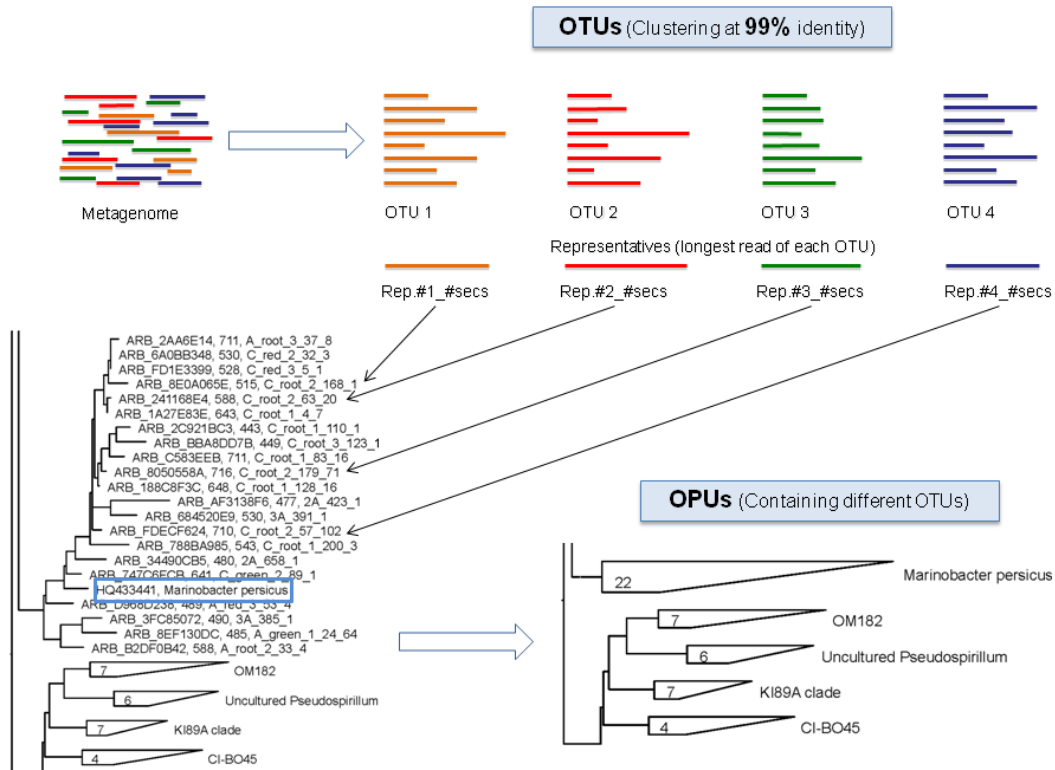 OTUs (Clustering at 99% identity)
Metagenome
OTU 1
OTU 2
OTU 3
OTU 4
Representatives (longest read of each OTU)
Rep.#1_#secs
Rep.#2_#secs
Rep.#3_#secs
Rep.#4_#secs
ARB_2AA6E14, 711, A_root_3_37_8
ARB_6A0BB348, 530, C_red_2_32_3
ARB_FD1E3399, 528, C_red_3_5_1
ARB_8E0A065E, 515, C_root_2_168_1
ARB_241168E4, 588, C_root_2_63_20
ARB_1A27E83E, 643, C_root_1_4_7
ARB_2C921BC3, 443, C_root_1_110_1
ARB_BBA8DD7B, 449, C_root_3_123_1
ARB_C583EEB, 711, C_root_1_83_16
ARB_8050558A, 716, C_root_2_179_71
ARB_188C8F3C, 648, C_root_1_128_16
ARB_AF3138F6, 477, 2A_423_1
ARB_684520E9, 530, 3A_391_1
ARB_FDECF624, 710, C_root_2_57_102
ARB_788BA985, 543, C_root_1_200_3
ARB_34490CB5, 480, 2A_658_1
ARB_747C6ECB, 641, C_green_2_89_1
HQ433441, Marinobacter persicus
ARB_D968D238, 489, A_red_3_53_4
ARB_3FC85072, 490, 3A_385_1
ARB_8EF130DC, 485, A_green_1_24_64
ARB_B2DF0B42, 588, A_root_2_33_4
7 OM182
6 Uncultured Pseudospirillum
7 KI89A clade
4 CI-BO45
OPUs (Containing different OTUs)
22 Marinobacter persicus
7 OM182
6 Uncultured Pseudospirillum
7 KI89A clade
4 CI-BO45